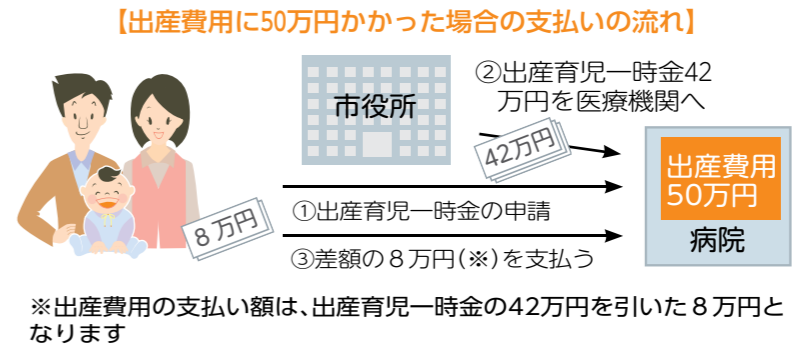 【出産費用に50万円かかった場合の支払いの流れ】
市役所
②出産育児一時金42
万円を医療機関へ
42万円
出産費用
50万円
病院
8万円
①出産育児一時金の申請
③差額の８万円（※）を支払う
※出産費用の支払い額は、出産育児一時金の42万円を引いた８万円と
なります